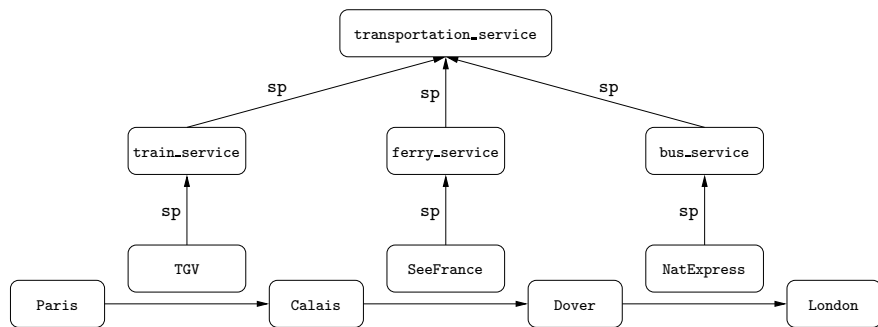 transportation_service
sp sp sp
train_service ferry_service bus_service
sp sp sp
TGV SeeFrance NatExpress
Paris Calais Dover London